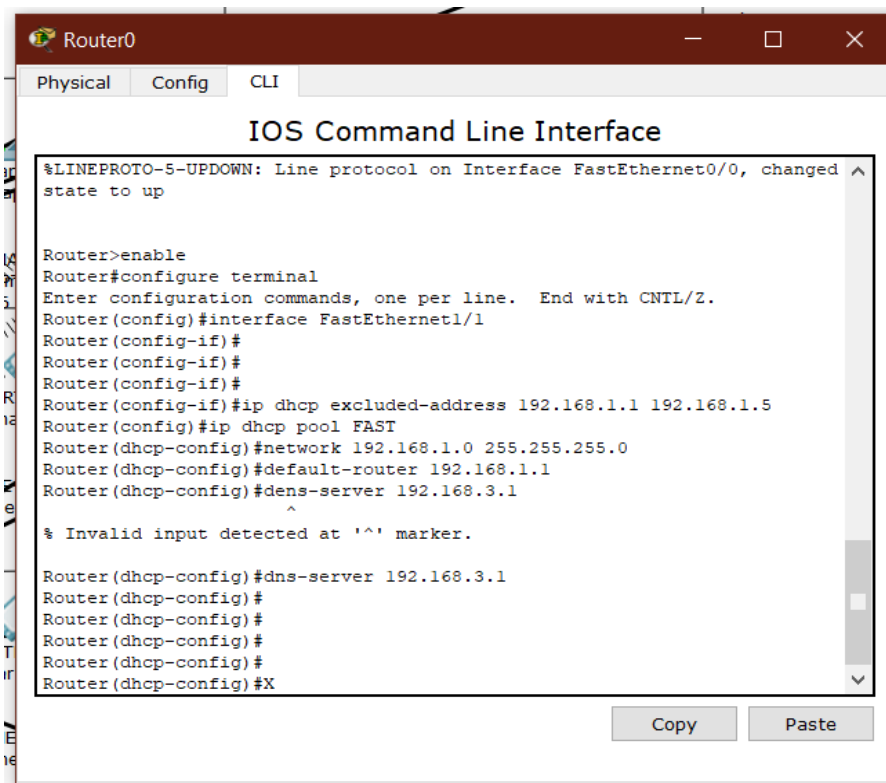 Router0
Physical Config CLI
IOS Command Line Interface
%LINEPROTO-5-UPDOWN: Line protocol on Interface FastEthernet0/0, changed
state to up
Router>enable
Router#configure terminal
Enter configuration commands, one per line.  End with CNTL/Z.
Router(config)#interface FastEthernet1/1
Router(config-if)#
Router(config-if)#
Router(config-if)#
Router(config-if)#ip dhcp excluded-address 192.168.1.1 192.168.1.5
Router(config)#ip dhcp pool FAST
Router(dhcp-config)#network 192.168.1.0 255.255.255.0
Router(dhcp-config)#default-router 192.168.1.1
Router(dhcp-config)#dens-server 192.168.3.1
^
% Invalid input detected at '^' marker.
Router(dhcp-config)#dns-server 192.168.3.1
Router(dhcp-config)#
Router(dhcp-config)#
Router(dhcp-config)#
Router(dhcp-config)#
Router(dhcp-config)#X
Copy Paste